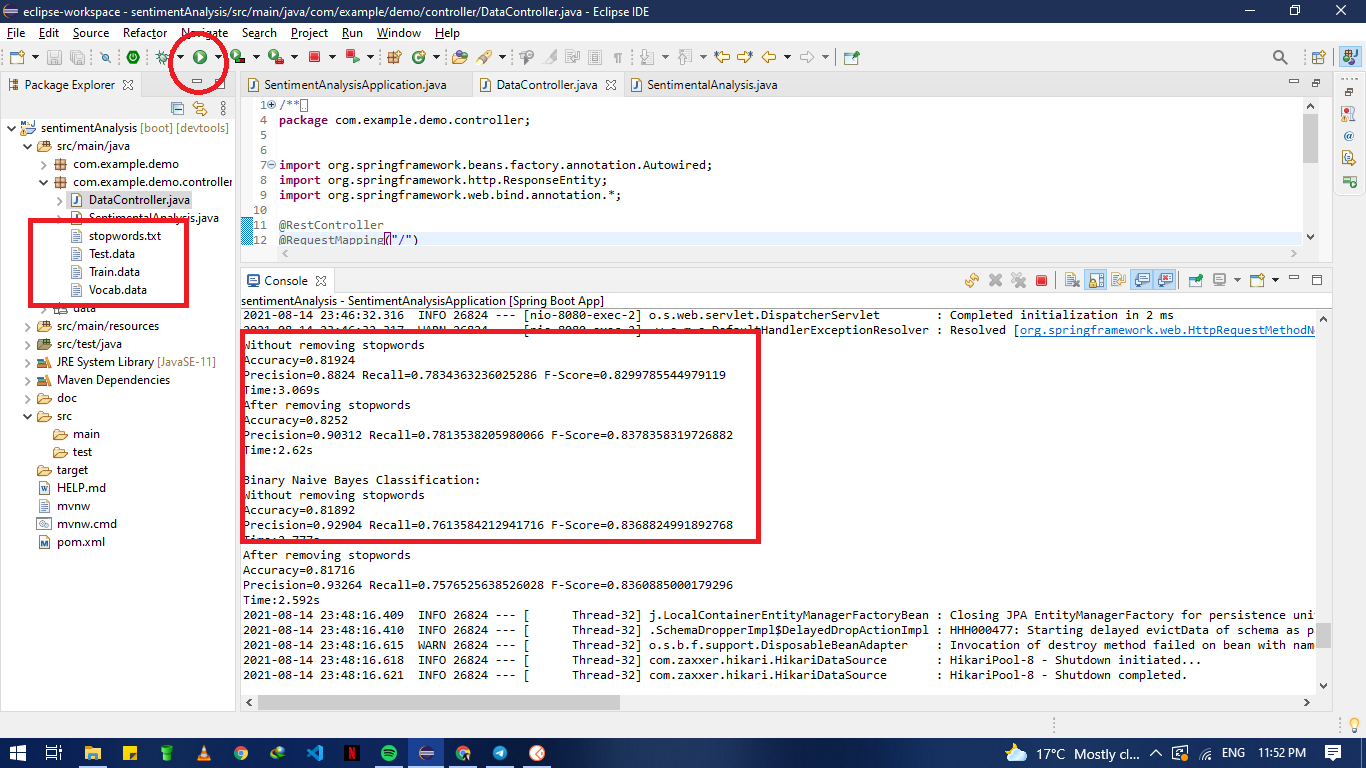 eclipse-workspace - sentimentAnalysis/src/main/java/com/example/demo/controller/DataController.java - Eclipse IDE
File Edit Source Refactor Navigate Search Project Run Window Help
Package Explorer
sentimentAnalysis [boot] [devtools]
src/main/java
com.example.demo
com.example.demo.controller
DataController.java
SentimentalAnalysis.java
stopwords.txt
Test.data
Train.data
Vocab.data
data
src/main/resources
src/test/java
JRE System Library [JavaSE-11]
Maven Dependencies
doc
src
main
test
target
HELP.md
mvnw
mvnw.cmd
pom.xml
SentimentAnalysisApplication.java DataController.java SentimentalAnalysis.java
1 /**
4 package com.example.demo.controller;
5
6
7 import org.springframework.beans.factory.annotation.Autowired;
8 import org.springframework.http.ResponseEntity;
9 import org.springframework.web.bind.annotation.*;
10
11 @RestController
12 @RequestMapping("/")
Console
sentimentAnalysis - SentimentAnalysisApplication [Spring Boot App]
2021-08-14 23:46:32.316 INFO 26824 --- [nio-8080-exec-2] o.s.web.servlet.DispatcherServlet : Completed initialization in 2 ms
2021-08-14 23:46:32.317 WARN 26824 --- [nio-8080-exec-2] .w.s.m.s.DefaultHandlerExceptionResolver : Resolved [org.springframework.web.HttpRequestMethodN
Without removing stopwords
Accuracy=0.81924
Precision=0.8824 Recall=0.7834363236025286 F-Score=0.8299785544979119
Time:3.069s
After removing stopwords
Accuracy=0.8252
Precision=0.90312 Recall=0.7813538205980066 F-Score=0.8378358319726882
Time:2.62s
Binary Naive Bayes Classification:
Without removing stopwords
Accuracy=0.81892
Precision=0.92904 Recall=0.7613584212941716 F-Score=0.8368824991892768
Time:2.777s
After removing stopwords
Accuracy=0.81716
Precision=0.93264 Recall=0.7576525638526028 F-Score=0.8360885000179296
Time:2.592s
2021-08-14 23:48:16.409 INFO 26824 --- [ Thread-32] j.LocalContainerEntityManagerFactoryBean : Closing JPA EntityManagerFactory for persistence uni
2021-08-14 23:48:16.410 INFO 26824 --- [ Thread-32] .SchemaDropperImpl$DelayedDropActionImpl : HHH000477: Starting delayed evictData of schema as p
2021-08-14 23:48:16.615 WARN 26824 --- [ Thread-32] o.s.b.f.support.DisposableBeanAdapter : Invocation of destroy method failed on bean with nam
2021-08-14 23:48:16.618 INFO 26824 --- [ Thread-32] com.zaxxer.hikari.HikariDataSource : HikariPool-8 - Shutdown initiated...
2021-08-14 23:48:16.621 INFO 26824 --- [ Thread-32] com.zaxxer.hikari.HikariDataSource : HikariPool-8 - Shutdown completed.
17°C Mostly cl... ENG 11:52 PM